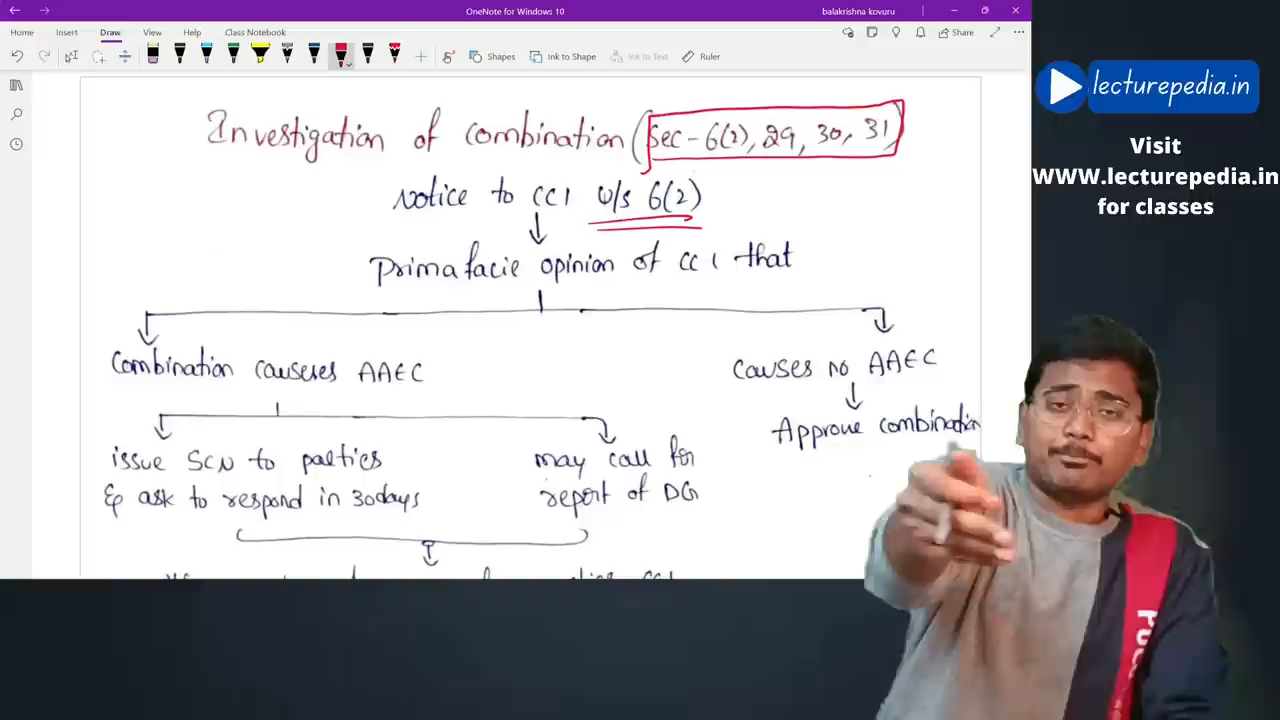 OneNote for Windows 10
balakrishna kovuru
Home Insert Draw View Help Class Notebook
Share
Shapes Ink to Shape Ink to Text Ruler
lecturepedia.in
Visit
WWW.lecturepedia.in
for classes
Investigation of combination (Sec-6(2), 29, 30, 31)
Notice to CCI u/s 6(2)
Primafacie opinion of CCI that
Combination causeres AAEC
Causes no AAEC
Approve combination
issue SCN to parties
& ask to respond in 30days
may call for
report of DG